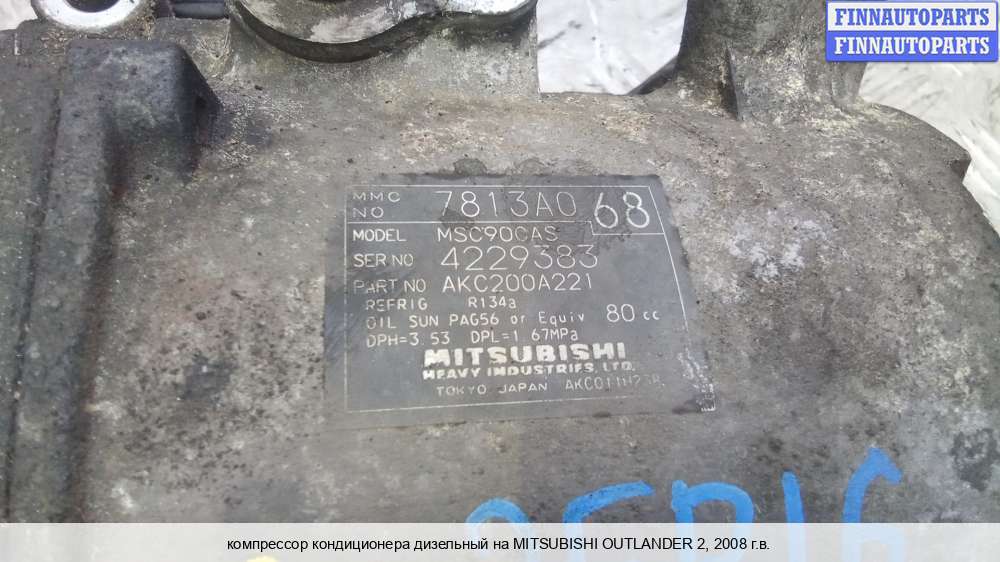 FINNAUTOPARTS
FINNAUTOPARTS
MMC NO 7813A068
MODEL MSC90CAS
SER NO 4229383
PART NO AKC200A221
REFRIG R134a
OIL SUN PAG56 or Equiv 80 cc
DPH=3.53 DPL=1.67MPa
MITSUBISHI
HEAVY INDUSTRIES, LTD.
TOKYO JAPAN
компрессор кондиционера дизельный на MITSUBISHI OUTLANDER 2, 2008 г.в.